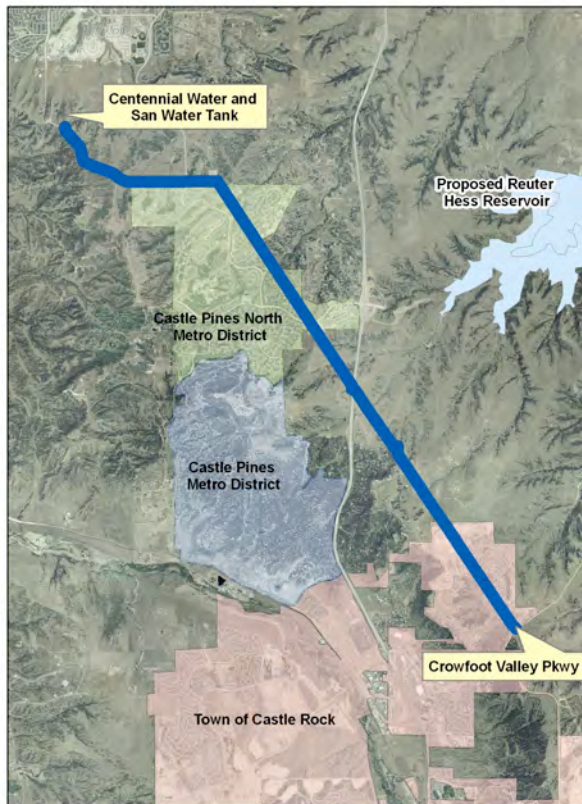 Centennial Water and
San Water Tank
Proposed Reuter
Hess Reservoir
Castle Pines North
Metro District
Castle Pines
Metro District
Crowfoot Valley Pkwy
Town of Castle Rock